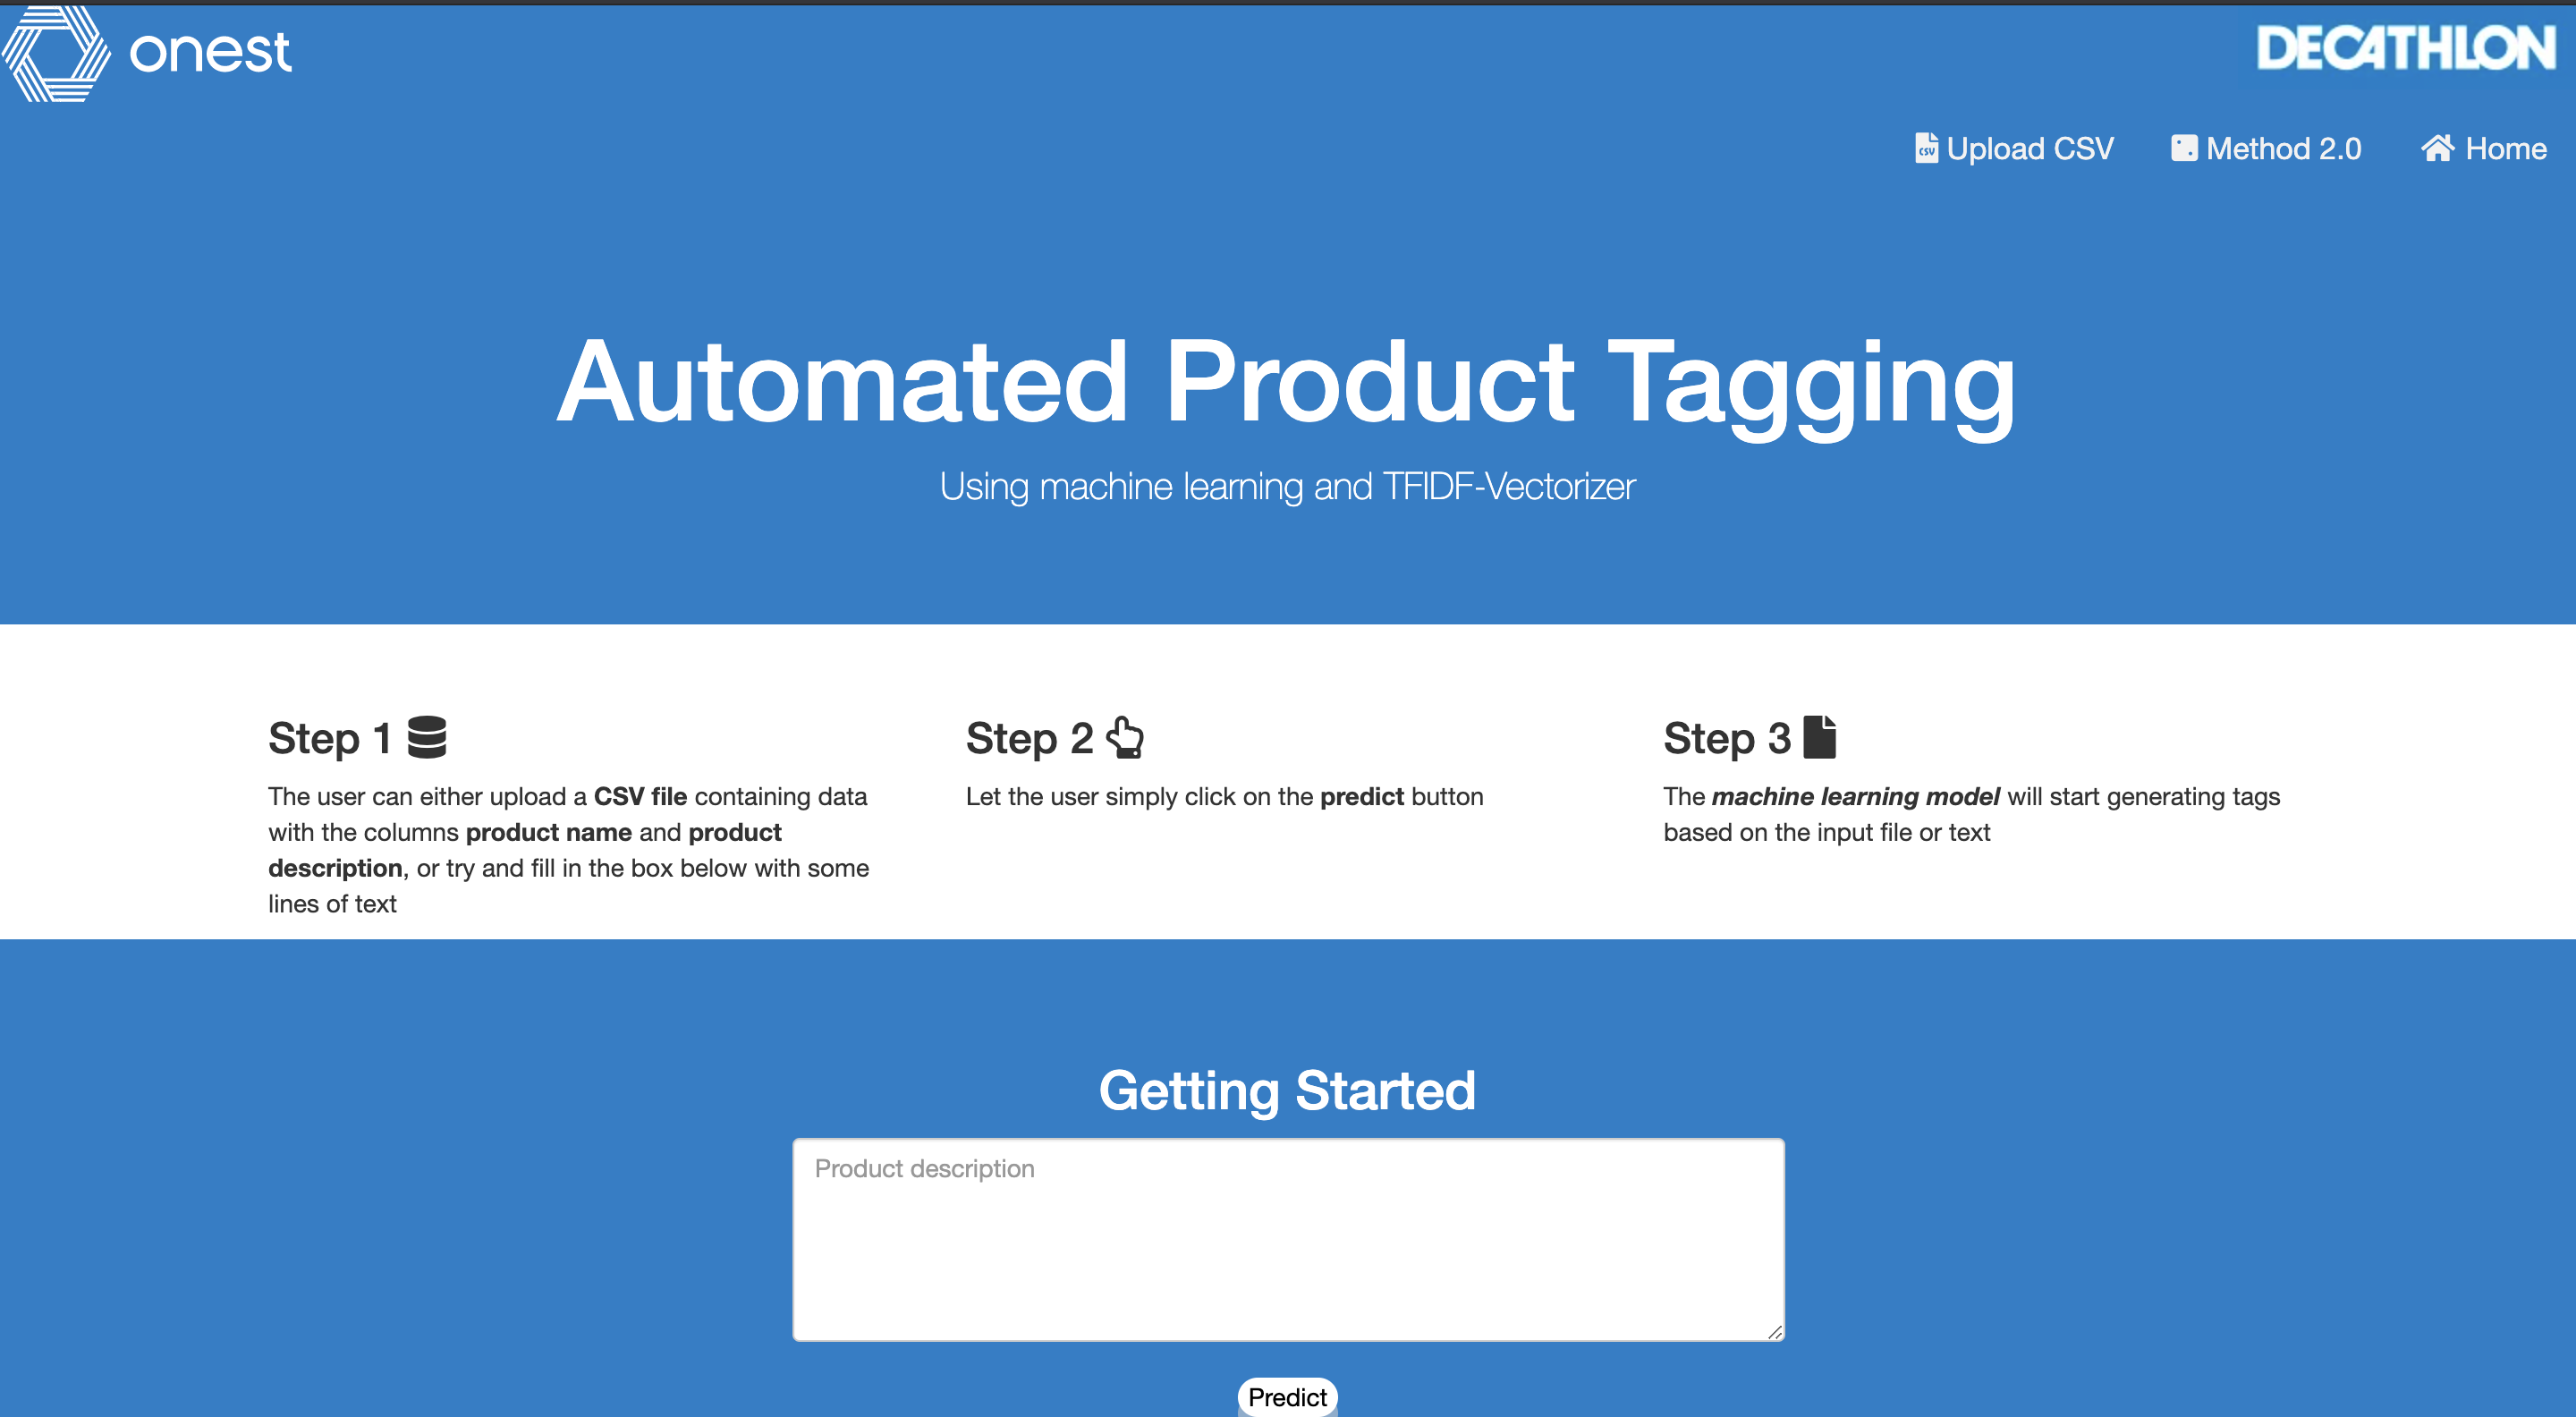 onest
DECATHLON
CSV Upload CSV
Method 2.0
Home
Automated Product Tagging
Using machine learning and TFIDF-Vectorizer
Step 1
The user can either upload a CSV file containing data
with the columns product name and product
description, or try and fill in the box below with some
lines of text
Step 2
Let the user simply click on the predict button
Step 3
The machine learning model will start generating tags
based on the input file or text
Getting Started
Product description
Predict